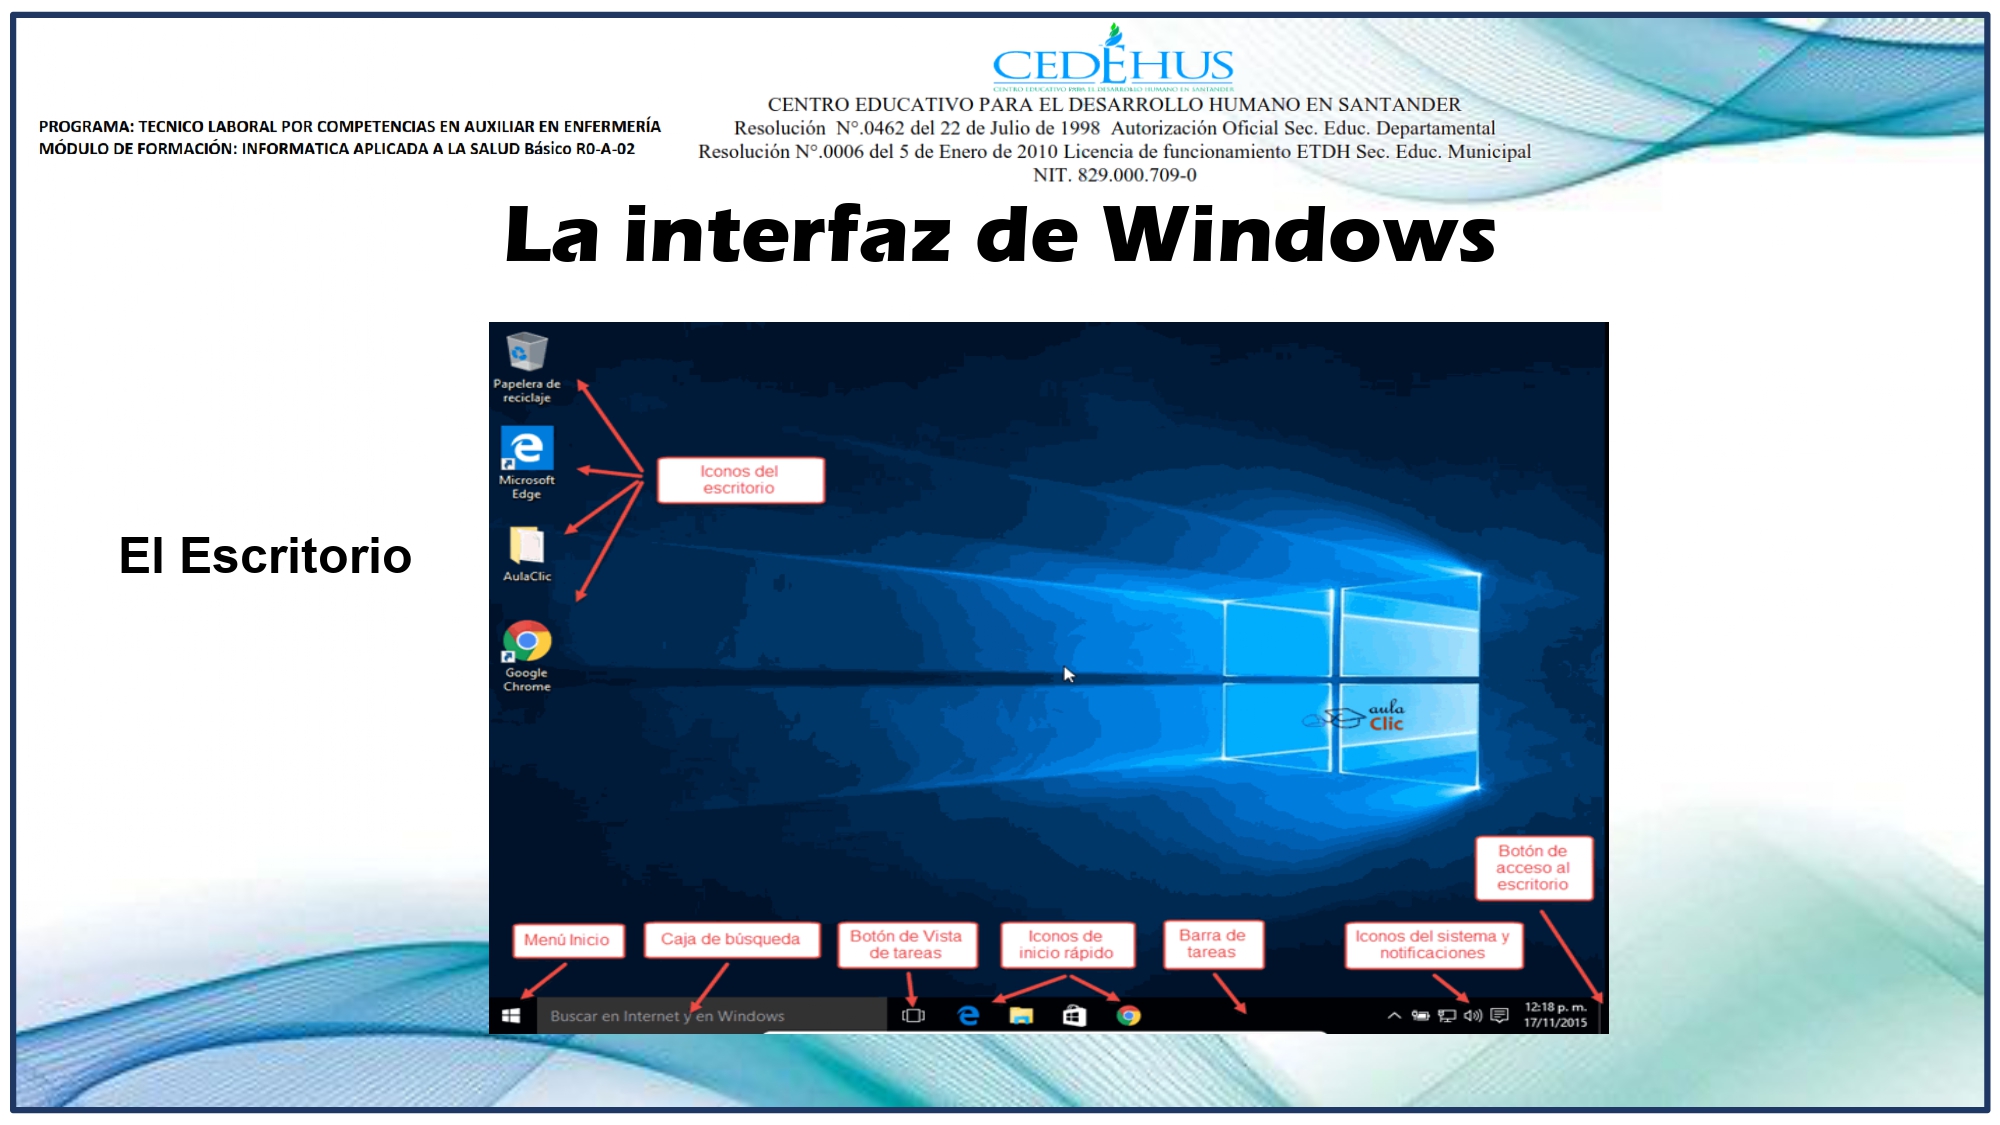 CEDEHUS
CENTRO EDUCATIVO PARA EL DESARROLLO HUMANO EN SANTANDER
CENTRO EDUCATIVO PARA EL DESARROLLO HUMANO EN SANTANDER
Resolución N°.0462 del 22 de Julio de 1998 Autorización Oficial Sec. Educ. Departamental
Resolución N°.0006 del 5 de Enero de 2010 Licencia de funcionamiento ETDH Sec. Educ. Municipal
NIT. 829.000.709-0
PROGRAMA: TECNICO LABORAL POR COMPETENCIAS EN AUXILIAR EN ENFERMERÍA
MÓDULO DE FORMACIÓN: INFORMATICA APLICADA A LA SALUD Básico R0-A-02
La interfaz de Windows
El Escritorio
Papelera de
reciclaje
Microsoft
Edge
AulaClic
Google
Chrome
Iconos del
escritorio
aula
Clic
Botón de
acceso al
escritorio
Menú Inicio
Caja de búsqueda
Botón de Vista
de tareas
Iconos de
inicio rápido
Barra de
tareas
Iconos del sistema y
notificaciones
Buscar en Internet y en Windows
12:18 p. m.
17/11/2015